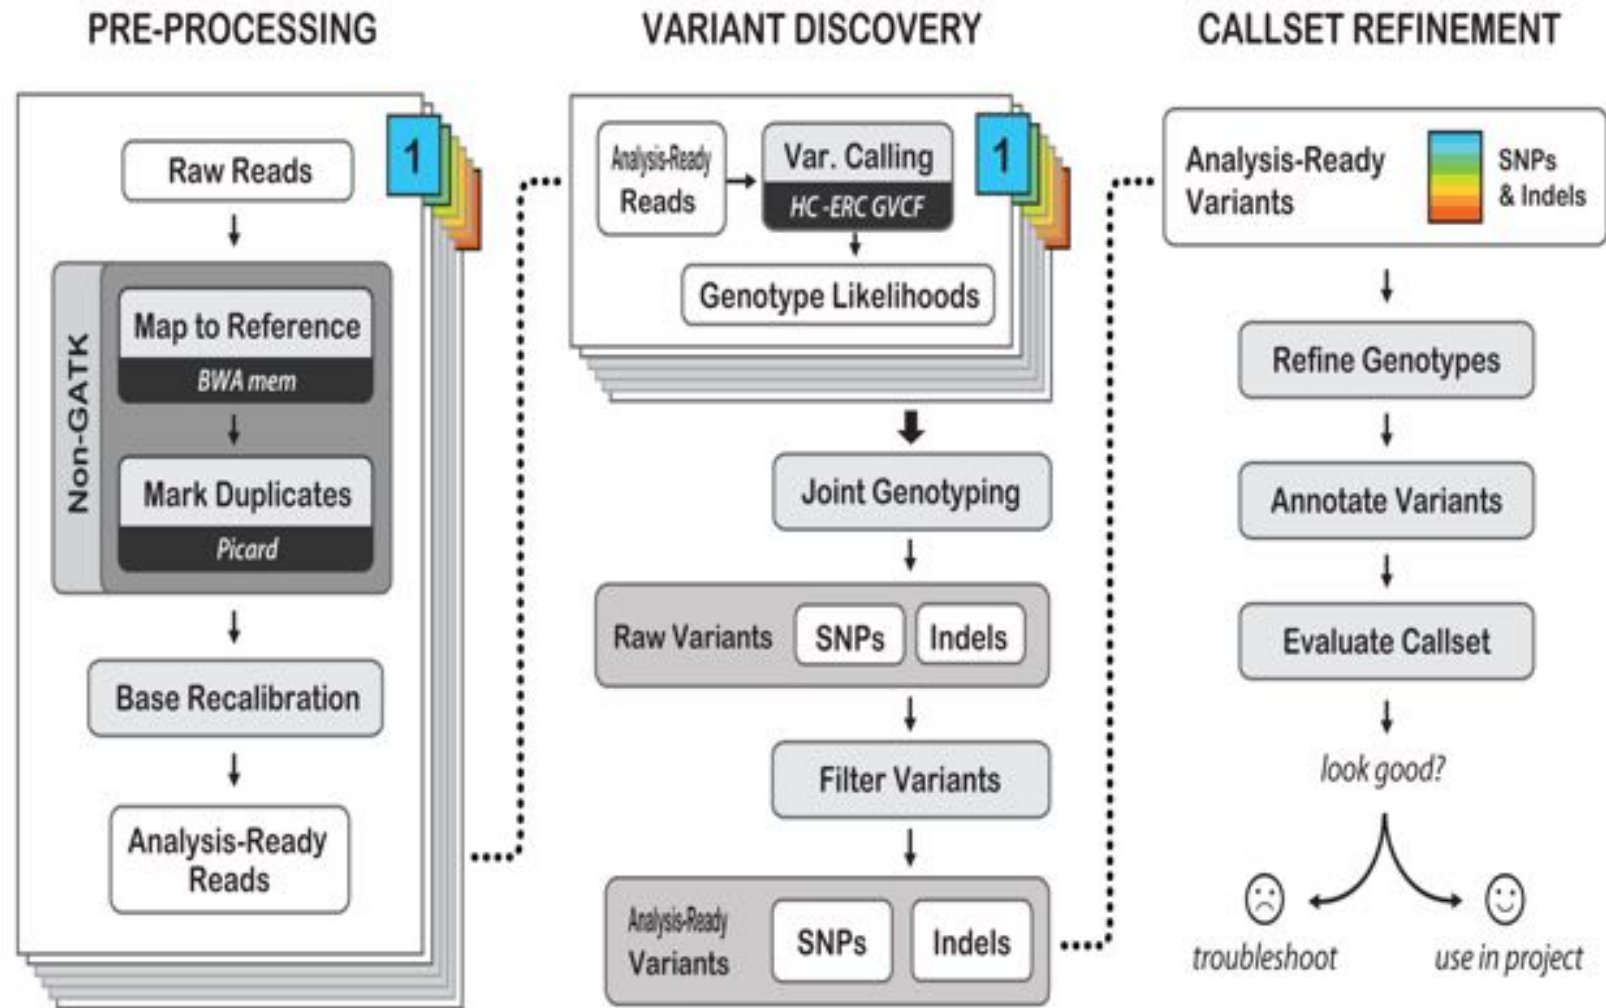 PRE-PROCESSING
1
Raw Reads
Non-GATK
Map to Reference
BWA mem
Mark Duplicates
Picard
Base Recalibration
Analysis-Ready
Reads
VARIANT DISCOVERY
1
Analysis-Ready
Reads
Var. Calling
HC -ERC GVCF
Genotype Likelihoods
Joint Genotyping
Raw Variants SNPs Indels
Filter Variants
Analysis-Ready
Variants
SNPs Indels
CALLSET REFINEMENT
Analysis-Ready
Variants
SNPs
& Indels
Refine Genotypes
Annotate Variants
Evaluate Callset
look good?
troubleshoot use in project